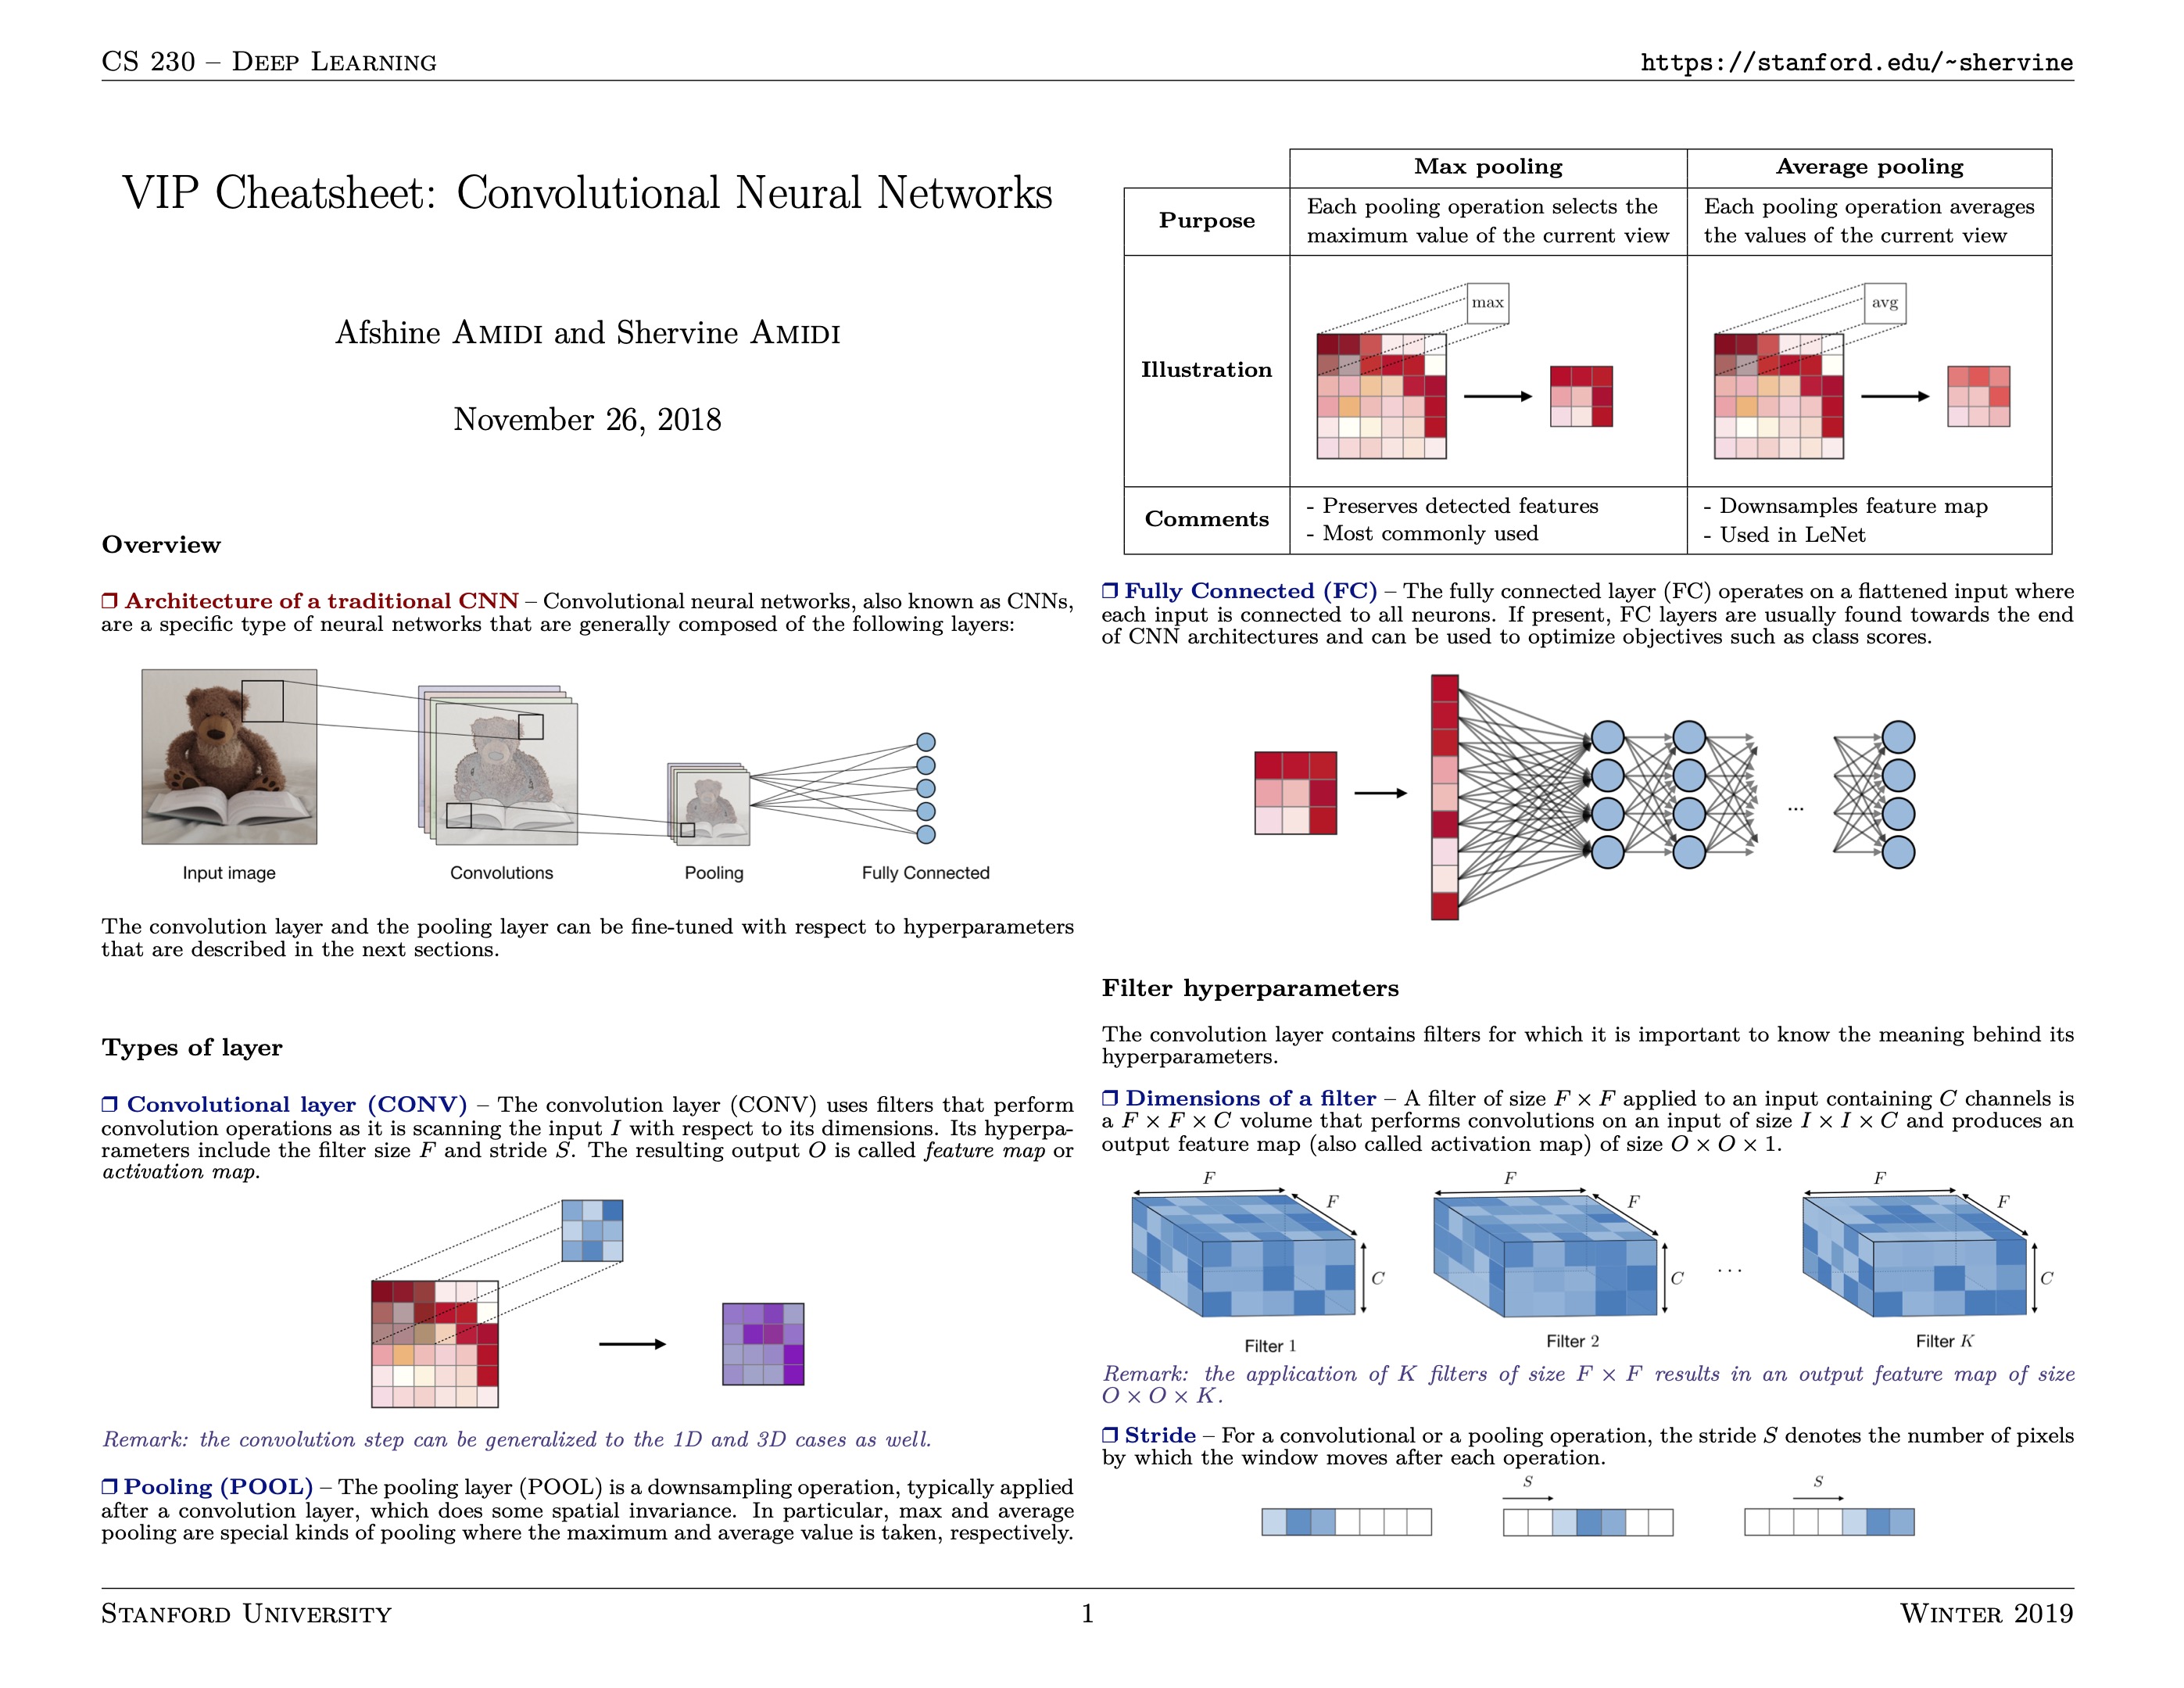 CS 230 – Deep Learning
https://stanford.edu/~shervine
VIP Cheatsheet: Convolutional Neural Networks
Afshine Amidi and Shervine Amidi
November 26, 2018
Overview
❒ Architecture of a traditional CNN – Convolutional neural networks, also known as CNNs,
are a specific type of neural networks that are generally composed of the following layers:
Input image
Convolutions
Pooling
Fully Connected
The convolution layer and the pooling layer can be fine-tuned with respect to hyperparameters
that are described in the next sections.
Types of layer
❒ Convolutional layer (CONV) – The convolution layer (CONV) uses filters that perform
convolution operations as it is scanning the input I with respect to its dimensions. Its hyperpa-
rameters include the filter size F and stride S. The resulting output O is called feature map or
activation map.
Remark: the convolution step can be generalized to the 1D and 3D cases as well.
❒ Pooling (POOL) – The pooling layer (POOL) is a downsampling operation, typically applied
after a convolution layer, which does some spatial invariance. In particular, max and average
pooling are special kinds of pooling where the maximum and average value is taken, respectively.
Max pooling
Average pooling
Purpose
Each pooling operation selects the
maximum value of the current view
Each pooling operation averages
the values of the current view
Illustration
max
avg
Comments
- Preserves detected features
- Most commonly used
- Downsamples feature map
- Used in LeNet
❒ Fully Connected (FC) – The fully connected layer (FC) operates on a flattened input where
each input is connected to all neurons. If present, FC layers are usually found towards the end
of CNN architectures and can be used to optimize objectives such as class scores.
...
Filter hyperparameters
The convolution layer contains filters for which it is important to know the meaning behind its
hyperparameters.
❒ Dimensions of a filter – A filter of size F × F applied to an input containing C channels is
a F × F × C volume that performs convolutions on an input of size I × I × C and produces an
output feature map (also called activation map) of size O × O × 1.
F
F
C
Filter 1
F
F
C
Filter 2
...
F
F
C
Filter K
Remark: the application of K filters of size F × F results in an output feature map of size
O × O × K.
❒ Stride – For a convolutional or a pooling operation, the stride S denotes the number of pixels
by which the window moves after each operation.
S
S
Stanford University
1
Winter 2019